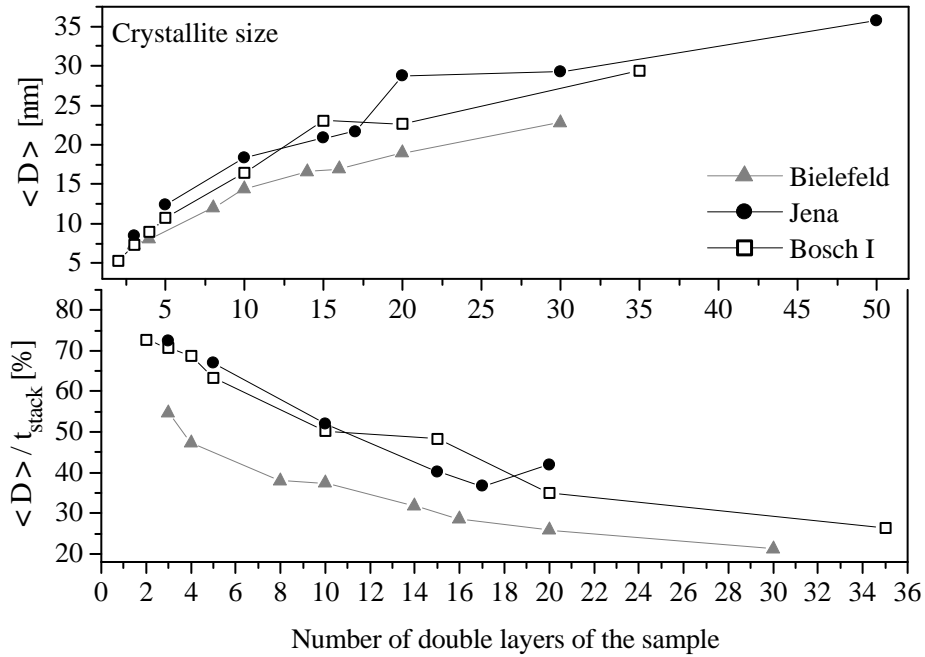 Crystallite size
< D > [nm]
35
30
25
20
15
10
5
Bielefeld
Jena
Bosch I
5 10 15 20 25 30 35 40 45 50
< D > / t_stack [%]
80
70
60
50
40
30
20
0 2 4 6 8 10 12 14 16 18 20 22 24 26 28 30 32 34 36
Number of double layers of the sample